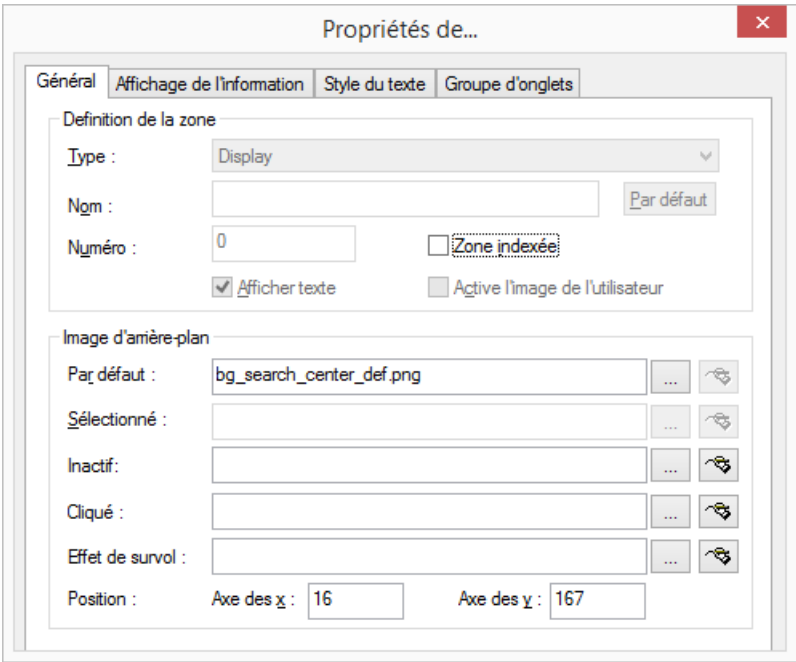 Propriétés de...
Général Affichage de l'information Style du texte Groupe d'onglets
Definition de la zone
Type : Display
Nom : Par défaut
Numéro : 0 Zone indexée
Afficher texte Active l'image de l'utilisateur
Image d'arrière-plan
Par défaut : bg_search_center_def.png ...
Sélectionné : ...
Inactif: ...
Cliqué : ...
Effet de survol : ...
Position : Axe des x : 16 Axe des y : 167